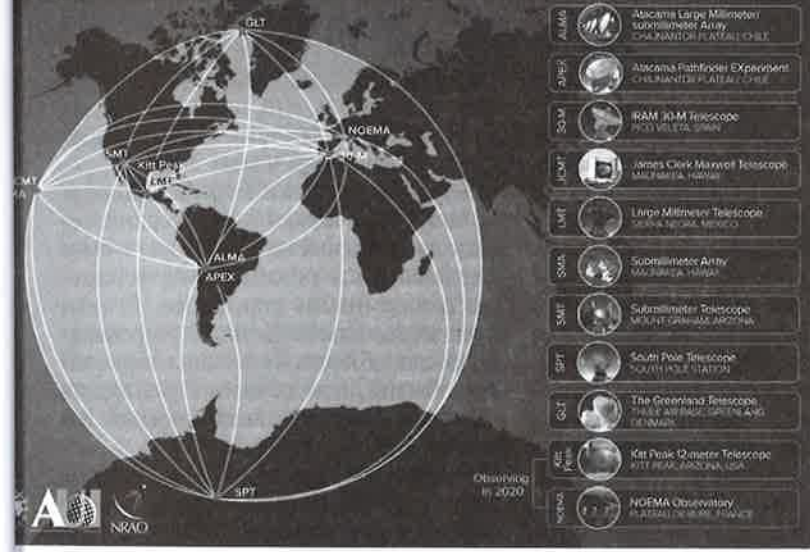 GLT
NOEMA
30-M
SMT
Kitt Peak
LMT
ALMA
APEX
SPT
AUI
NRAO
ALMA
Atacama Large Millimeter/
submillimeter Array
CHAJNANTOR PLATEAU, CHILE
APEX
Atacama Pathfinder EXperiment
CHAJNANTOR PLATEAU, CHILE
30-M
IRAM 30-M Telescope
PICO VELETA, SPAIN
JCMT
James Clerk Maxwell Telescope
MAUNAKEA, HAWAII
LMT
Large Millimeter Telescope
SIERRA NEGRA, MEXICO
SMA
Submillimeter Array
MAUNAKEA, HAWAII
SMT
Submillimeter Telescope
MOUNT GRAHAM, ARIZONA
SPT
South Pole Telescope
SOUTH POLE STATION
GLT
The Greenland Telescope
THULE AIR BASE, GREENLAND,
DENMARK
Observing
in 2020
Kitt
Peak
Kitt Peak 12-meter Telescope
KITT PEAK, ARIZONA, USA
NOEMA
NOEMA Observatory
PLATEAU DE BURE, FRANCE